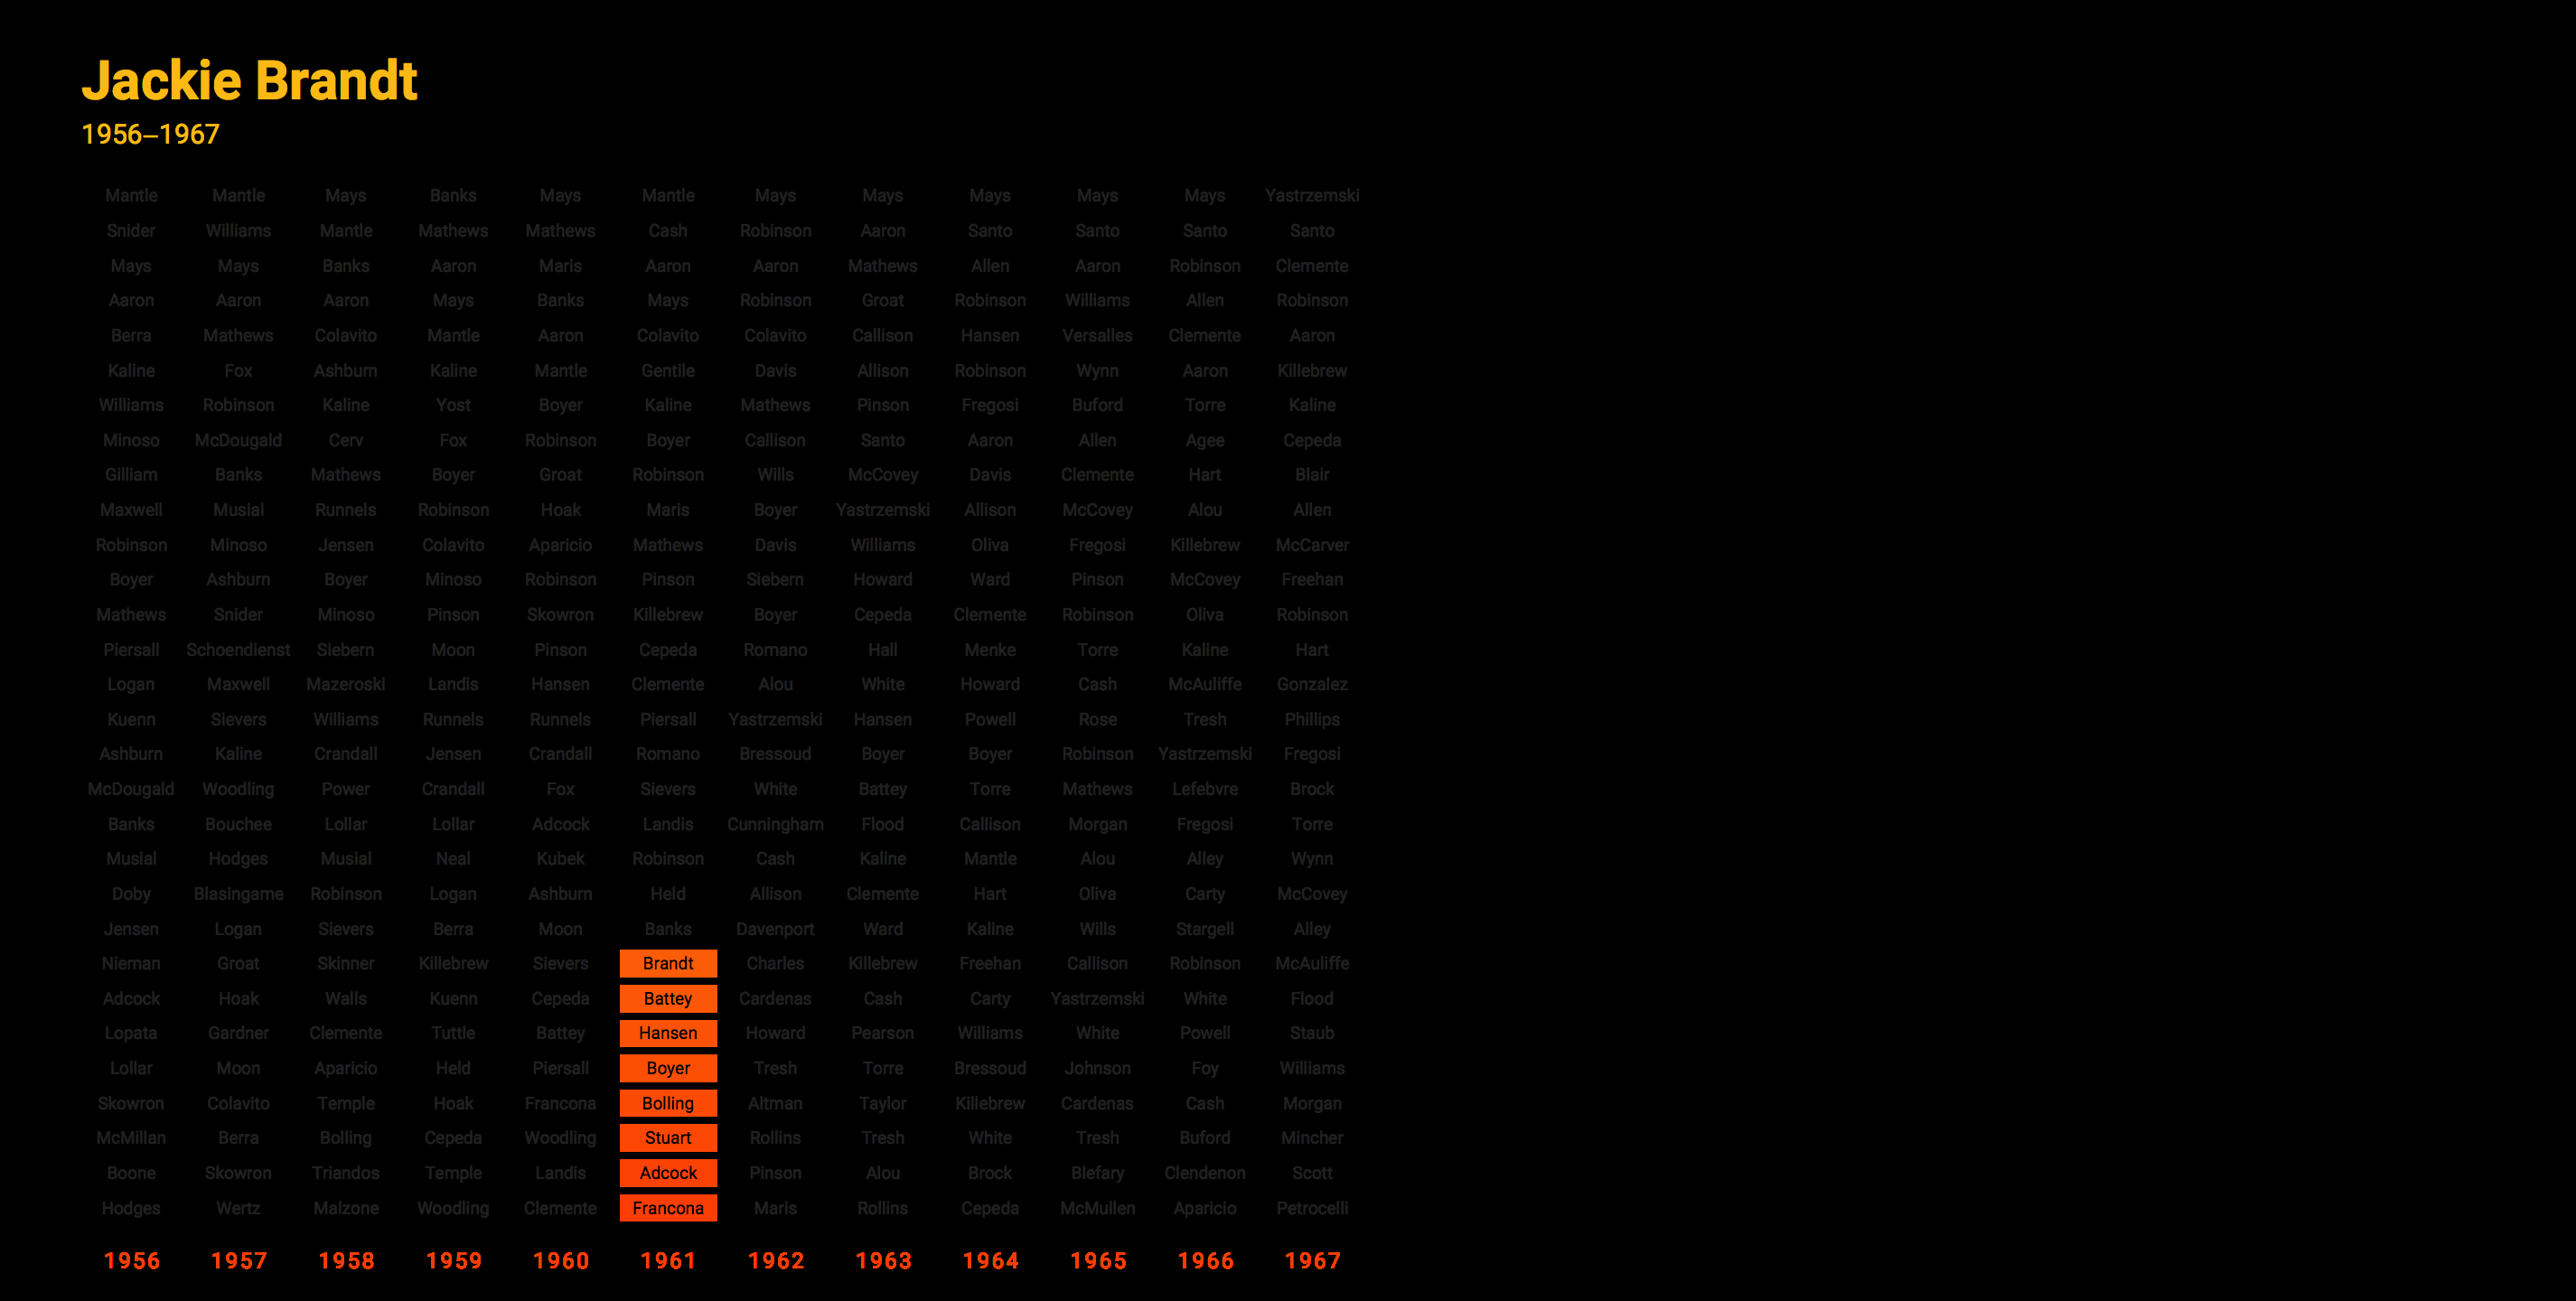 Jackie Brandt
1956–1967
Mantle Mantle Mays Banks Mays Mantle Mays Mays Mays Mays Mays Yastrzemski
Snider Williams Mantle Mathews Mathews Cash Robinson Aaron Santo Santo Santo Santo
Mays Mays Banks Aaron Maris Aaron Aaron Mathews Allen Aaron Robinson Clemente
Aaron Aaron Aaron Mays Banks Mays Robinson Groat Robinson Williams Allen Robinson
Berra Mathews Colavito Mantle Aaron Colavito Colavito Callison Hansen Versalles Clemente Aaron
Kaline Fox Ashburn Kaline Mantle Gentile Davis Allison Robinson Wynn Aaron Killebrew
Williams Robinson Kaline Yost Boyer Kaline Mathews Pinson Fregosi Buford Torre Kaline
Minoso McDougald Cerv Fox Robinson Boyer Callison Santo Aaron Allen Agee Cepeda
Gilliam Banks Mathews Boyer Groat Robinson Wills McCovey Davis Clemente Hart Blair
Maxwell Musial Runnels Robinson Hoak Maris Boyer Yastrzemski Allison McCovey Alou Allen
Robinson Minoso Jensen Colavito Aparicio Mathews Davis Williams Oliva Fregosi Killebrew McCarver
Boyer Ashburn Boyer Minoso Robinson Pinson Siebern Howard Ward Pinson McCovey Freehan
Mathews Snider Minoso Pinson Skowron Killebrew Boyer Cepeda Clemente Robinson Oliva Robinson
Piersall Schoendienst Siebern Moon Pinson Cepeda Romano Hall Menke Torre Kaline Hart
Logan Maxwell Mazeroski Landis Hansen Clemente Alou White Howard Cash McAuliffe Gonzalez
Kuenn Sievers Williams Runnels Runnels Piersall Yastrzemski Hansen Powell Rose Tresh Phillips
Ashburn Kaline Crandall Jensen Crandall Romano Bressoud Boyer Boyer Robinson Yastrzemski Fregosi
McDougald Woodling Power Crandall Fox Sievers White Battey Torre Mathews Lefebvre Brock
Banks Bouchee Lollar Lollar Adcock Landis Cunningham Flood Callison Morgan Fregosi Torre
Musial Hodges Musial Neal Kubek Robinson Cash Kaline Mantle Alou Alley Wynn
Doby Blasingame Robinson Logan Ashburn Held Allison Clemente Hart Oliva Carty McCovey
Jensen Logan Sievers Berra Moon Banks Davenport Ward Kaline Wills Stargell Alley
Nieman Groat Skinner Killebrew Sievers Brandt Charles Killebrew Freehan Callison Robinson McAuliffe
Adcock Hoak Walls Kuenn Cepeda Battey Cardenas Cash Carty Yastrzemski White Flood
Lopata Gardner Clemente Tuttle Battey Hansen Howard Pearson Williams White Powell Staub
Lollar Moon Aparicio Held Piersall Boyer Tresh Torre Bressoud Johnson Foy Williams
Skowron Colavito Temple Hoak Francona Bolling Altman Taylor Killebrew Cardenas Cash Morgan
McMillan Berra Bolling Cepeda Woodling Stuart Rollins Tresh White Tresh Buford Mincher
Boone Skowron Triandos Temple Landis Adcock Pinson Alou Brock Blefary Clendenon Scott
Hodges Wertz Malzone Woodling Clemente Francona Maris Rollins Cepeda McMullen Aparicio Petrocelli
1956 1957 1958 1959 1960 1961 1962 1963 1964 1965 1966 1967